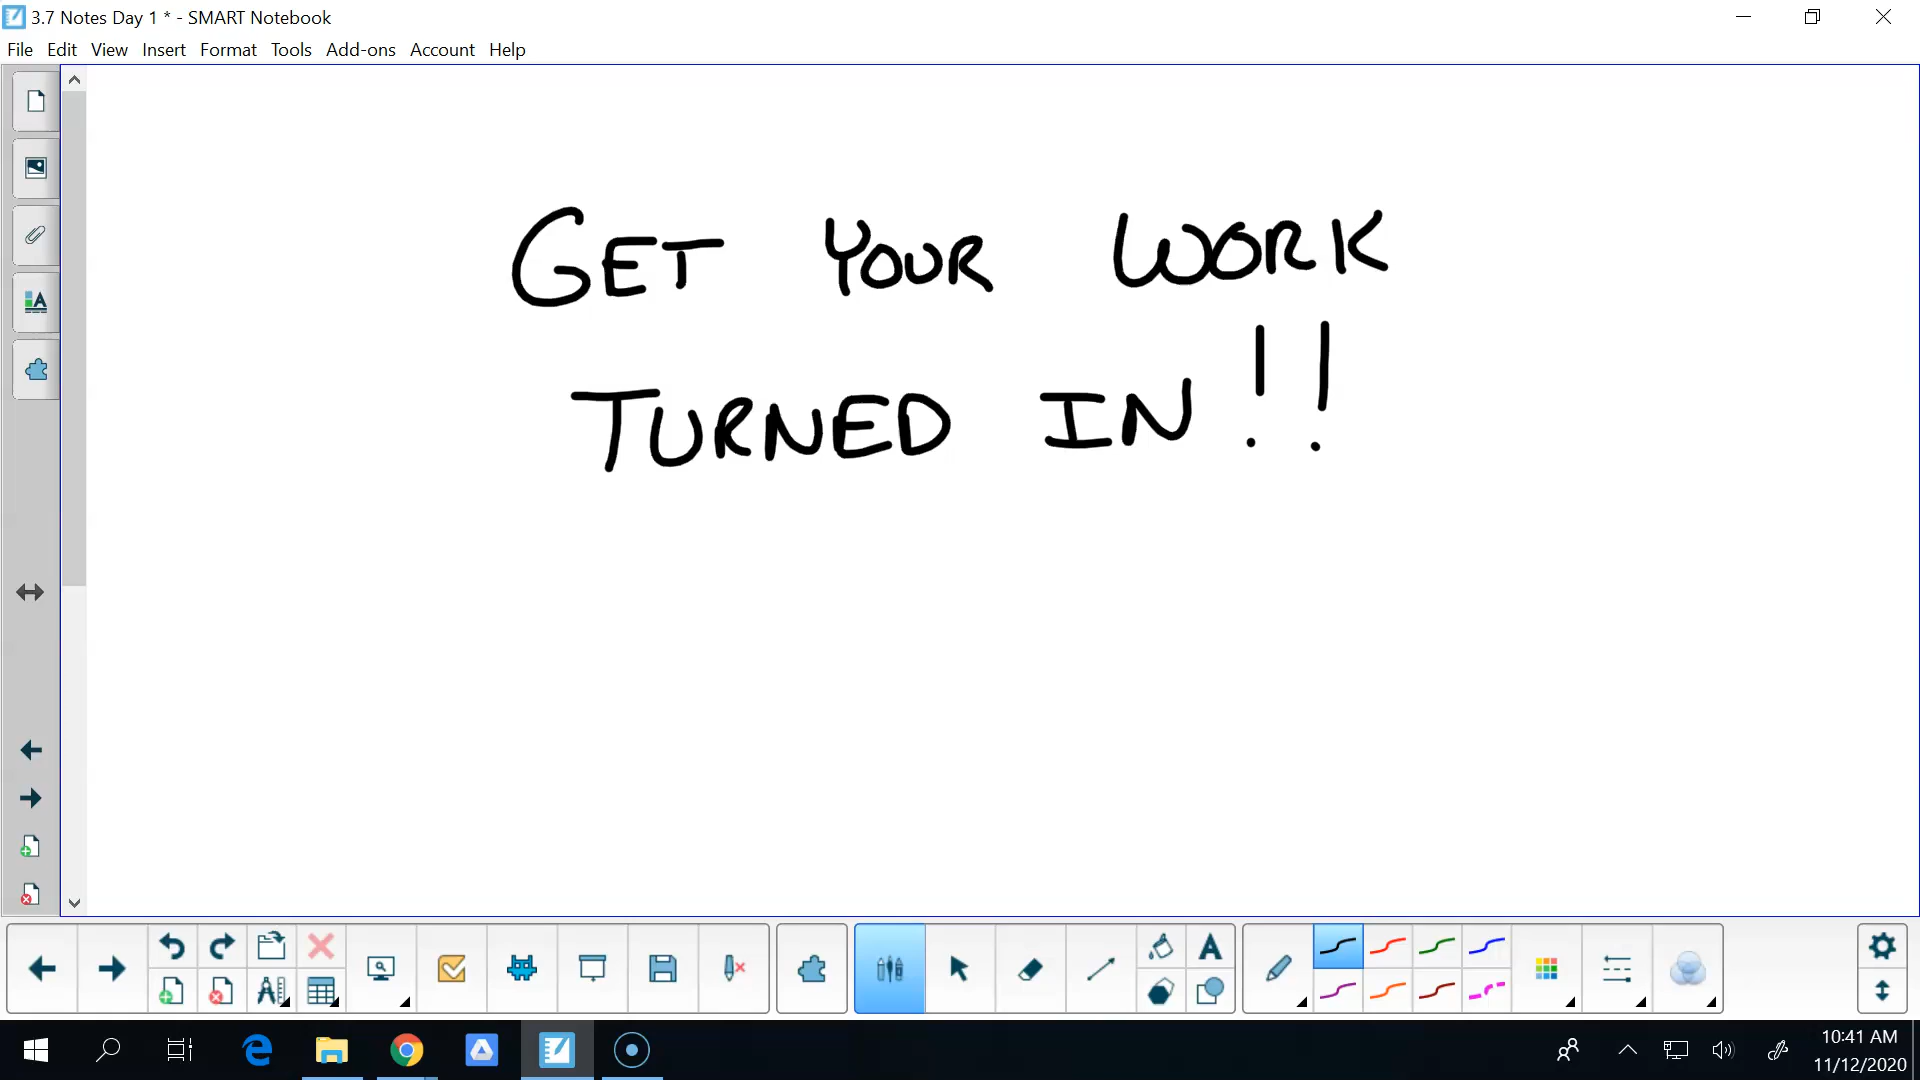 3.7 Notes Day 1 * - SMART Notebook
File Edit View Insert Format Tools Add-ons Account Help
GET YOUR WORK
TURNED IN!!
10:41 AM
11/12/2020